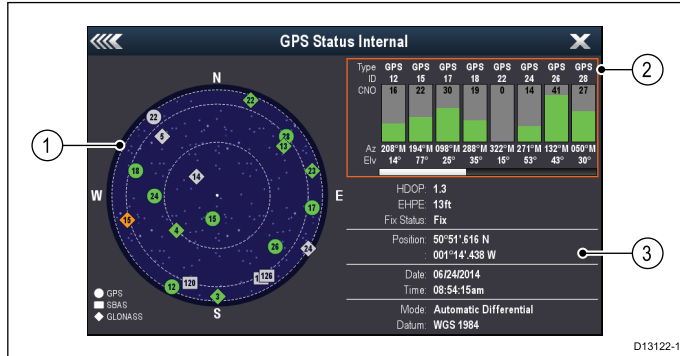 GPS Status Internal
Type GPS GPS GPS GPS GPS GPS GPS GPS
ID 12 15 17 18 22 24 26 28
CNO 16 22 30 19 0 14 41 27
Az 208°M 194°M 098°M 288°M 322°M 271°M 132°M 050°M
Elv 14° 77° 25° 35° 15° 53° 43° 30°
HDOP: 1.3
EHPE: 13ft
Fix Status: Fix
Position: 50°51'.616 N
: 001°14'.438 W
Date: 06/24/2014
Time: 08:54:15am
Mode: Automatic Differential
Datum: WGS 1984
N
22
22
5
28
13
18
14
23
W
E
24
17
15
15
4
26
24
120
126
12
3
S
GPS
SBAS
GLONASS
1
2
3
D13122-1